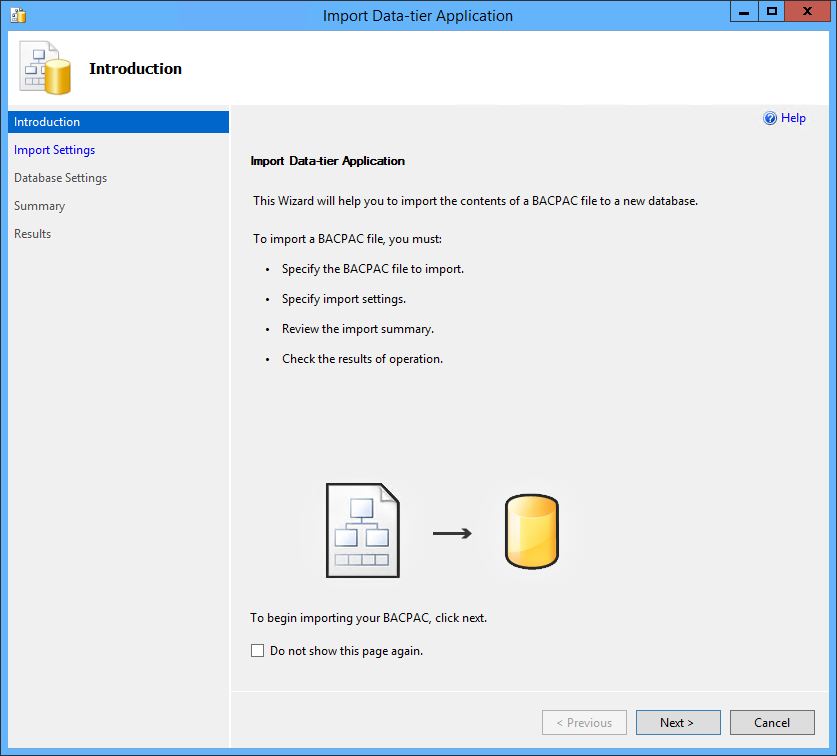 Import Data-tier Application
Introduction
Introduction
Import Settings
Database Settings
Summary
Results
Help
Import Data-tier Application
This Wizard will help you to import the contents of a BACPAC file to a new database.
To import a BACPAC file, you must:
• Specify the BACPAC file to import.
• Specify import settings.
• Review the import summary.
• Check the results of operation.
To begin importing your BACPAC, click next.
Do not show this page again.
< Previous
Next >
Cancel